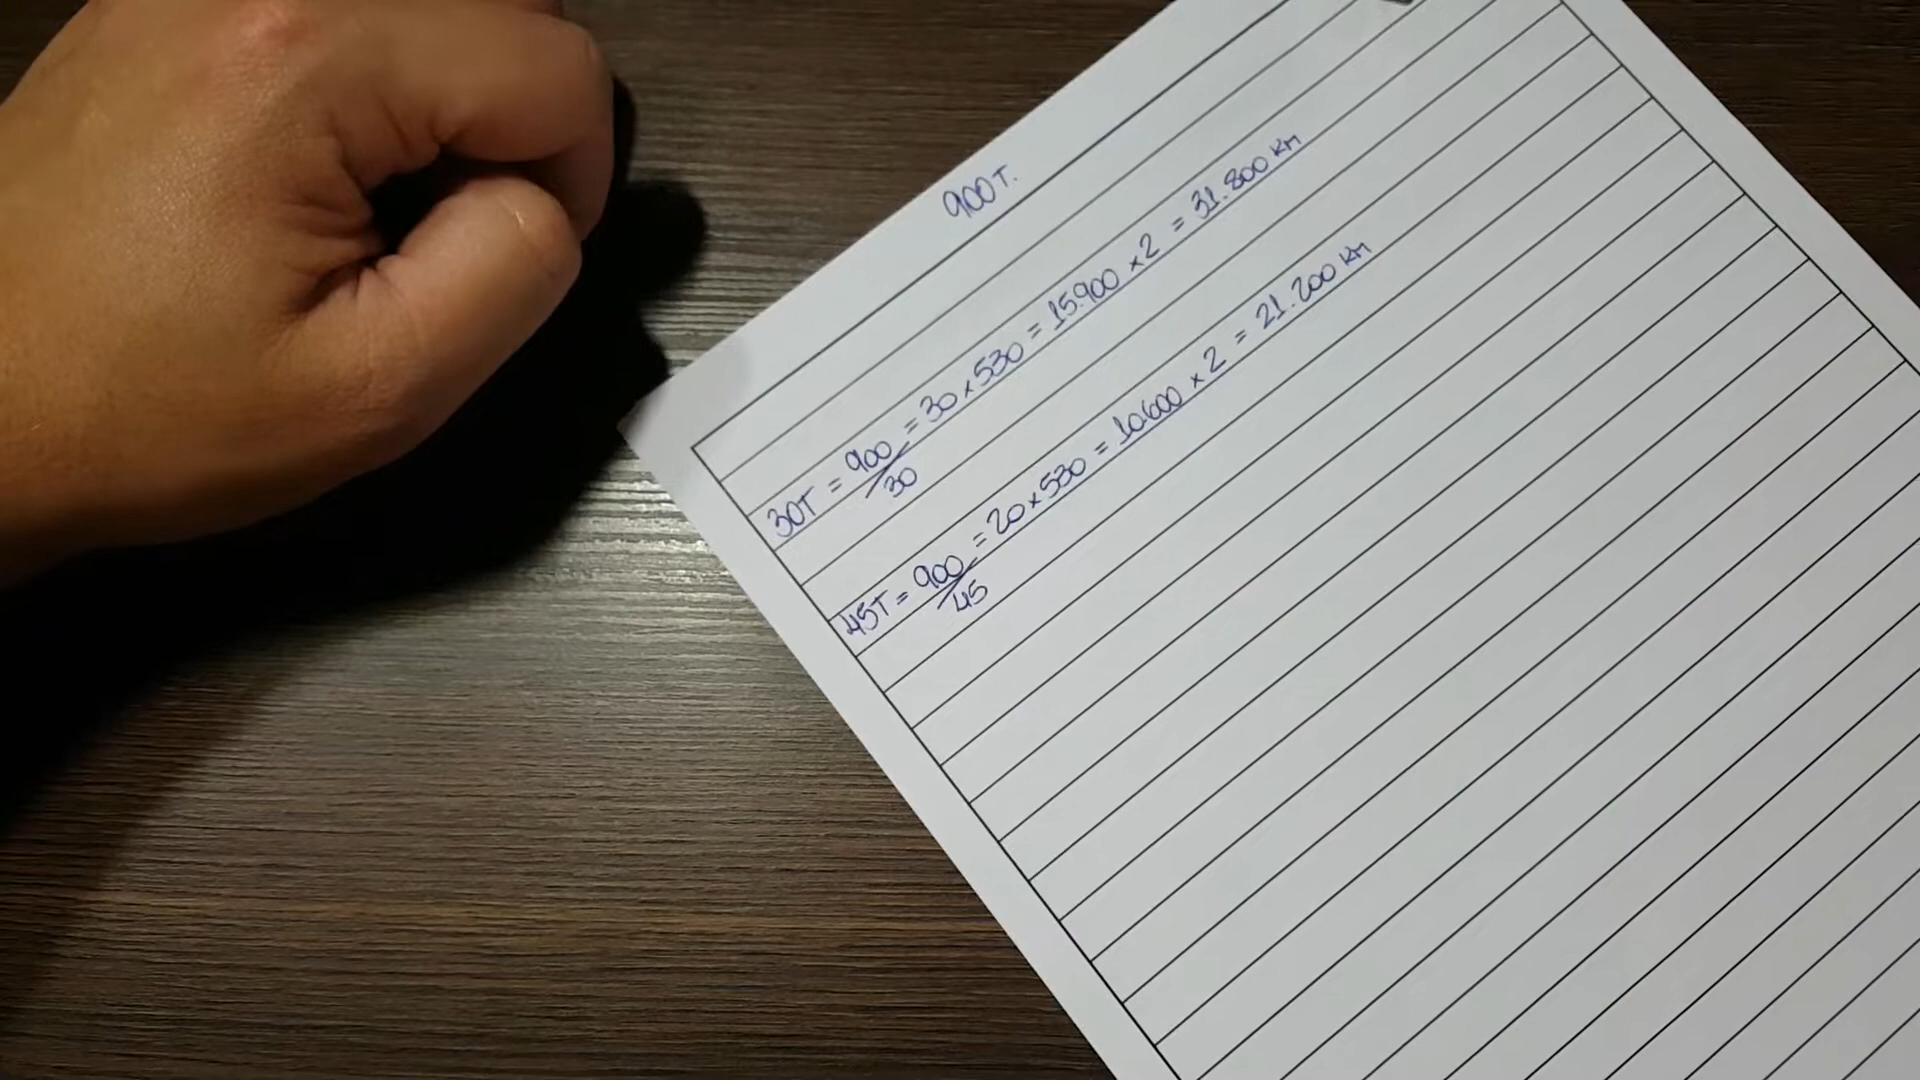 900T.
30T = 900/30 = 30 x 530 = 15.900 x 2 = 31.800 Km
45T = 900/45 = 20 x 530 = 10.600 x 2 = 21.200 Km